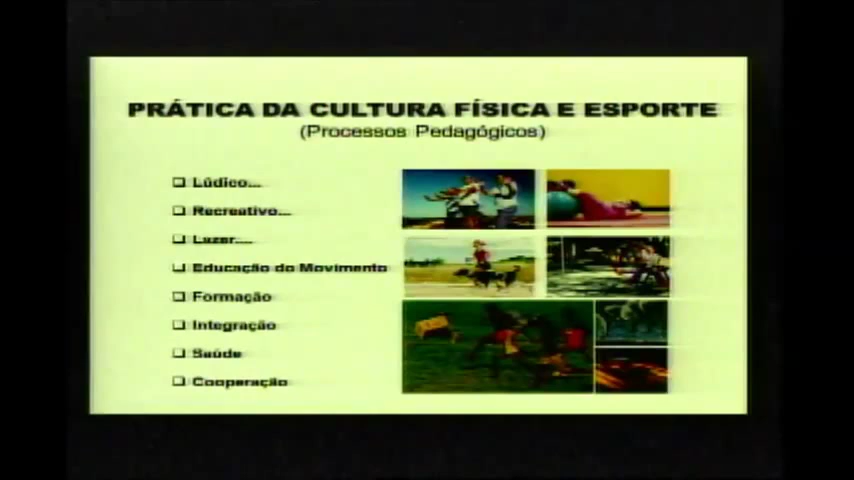 PRÁTICA DA CULTURA FÍSICA E ESPORTE
(Processos Pedagógicos)
❑ Lúdico...
❑ Recreativo...
❑ Lazer....
❑ Educação do Movimento
❑ Formação
❑ Integração
❑ Saúde
❑ Cooperação